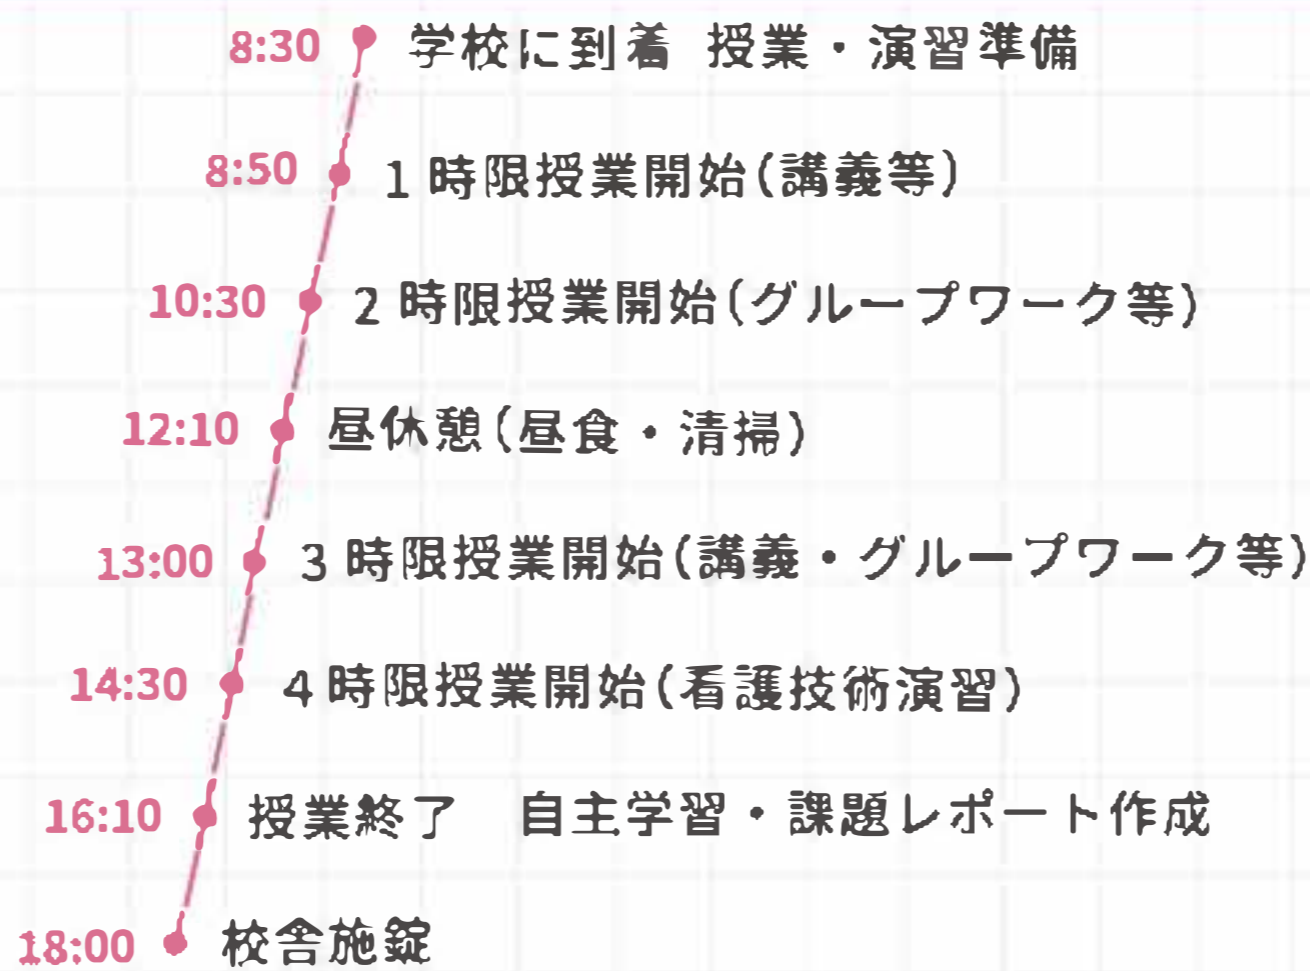 8:30 学校に到着 授業・演習準備
8:50 1時限授業開始(講義等)
10:30 2時限授業開始(グループワーク等)
12:10 昼休憩(昼食・清掃)
13:00 3時限授業開始(講義・グループワーク等)
14:30 4時限授業開始(看護技術演習)
16:10 授業終了 自主学習・課題レポート作成
18:00 校舎施錠